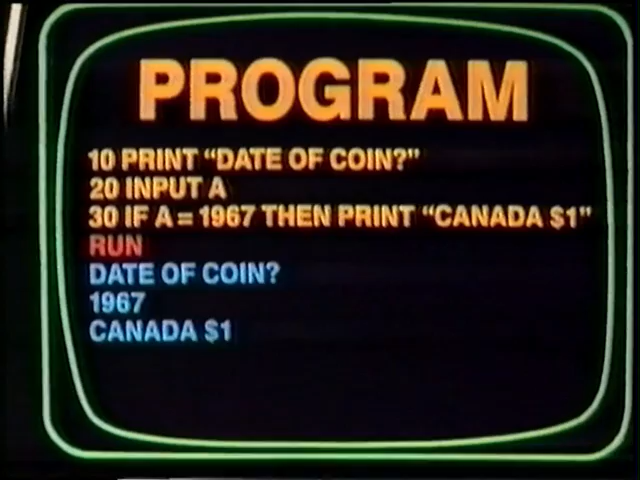 PROGRAM
10 PRINT “DATE OF COIN?”
20 INPUT A
30 IF A = 1967 THEN PRINT “CANADA $1”
RUN
DATE OF COIN?
1967
CANADA $1